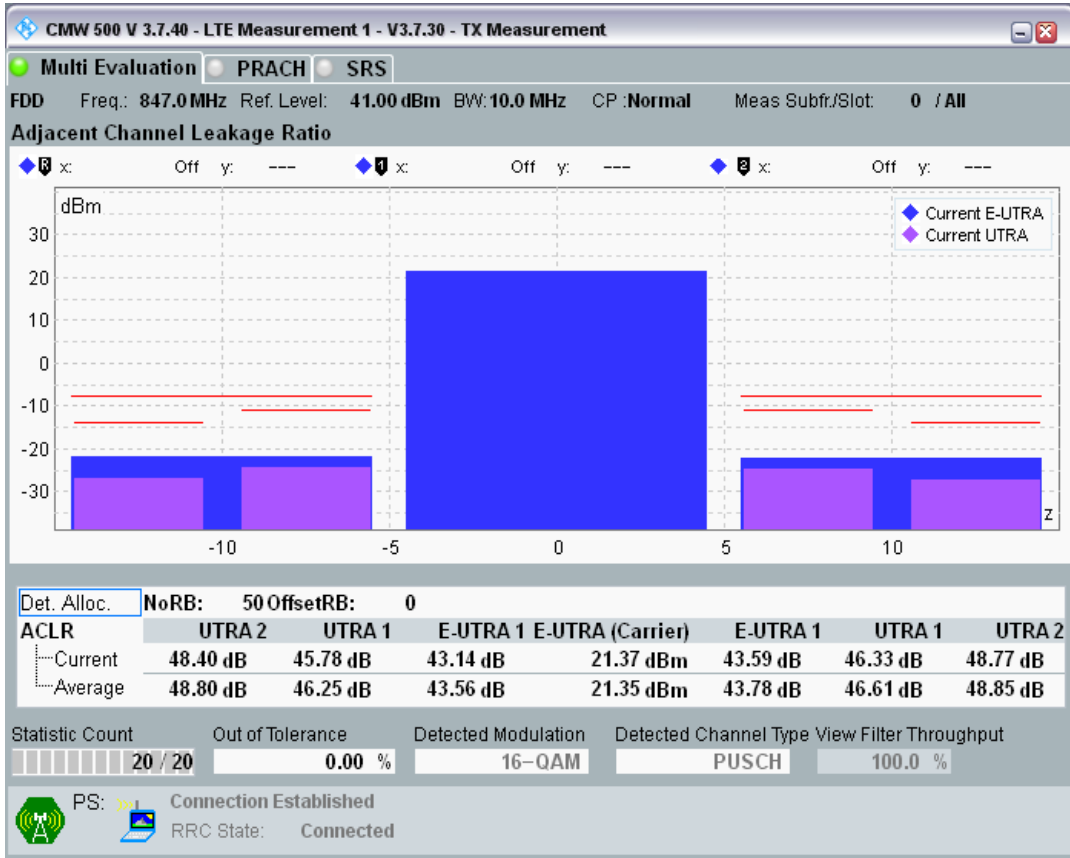 CMW 500 V 3.7.40 - LTE Measurement 1 - V3.7.30 - TX Measurement
Multi Evaluation PRACH SRS
FDD Freq.: 847.0 MHz Ref. Level: 41.00 dBm BW: 10.0 MHz CP :Normal Meas Subfr./Slot: 0 / All
Adjacent Channel Leakage Ratio
R x: Off y: --- 1 x: Off y: --- 2 x: Off y: ---
dBm
Current E-UTRA
Current UTRA
30
20
10
0
-10
-20
-30
z
-10 -5 0 5 10
Det. Alloc. NoRB: 50 OffsetRB: 0
ACLR UTRA 2 UTRA 1 E-UTRA 1 E-UTRA (Carrier) E-UTRA 1 UTRA 1 UTRA 2
Current 48.40 dB 45.78 dB 43.14 dB 21.37 dBm 43.59 dB 46.33 dB 48.77 dB
Average 48.80 dB 46.25 dB 43.56 dB 21.35 dBm 43.78 dB 46.61 dB 48.85 dB
Statistic Count Out of Tolerance Detected Modulation Detected Channel Type View Filter Throughput
20 / 20 0.00 % 16-QAM PUSCH 100.0 %
PS: Connection Established
RRC State: Connected